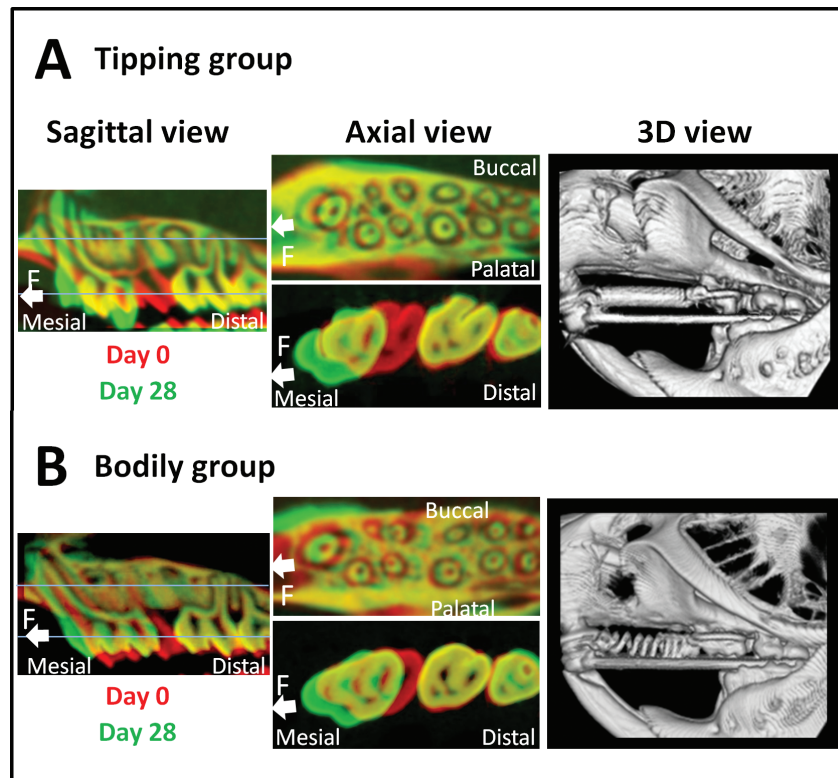 A Tipping group
Sagittal view
Axial view
3D view
F
Mesial
Distal
Day 0
Day 28
Buccal
F
Palatal
F
Mesial
Distal
B Bodily group
F
Mesial
Distal
Day 0
Day 28
Buccal
F
Palatal
F
Mesial
Distal